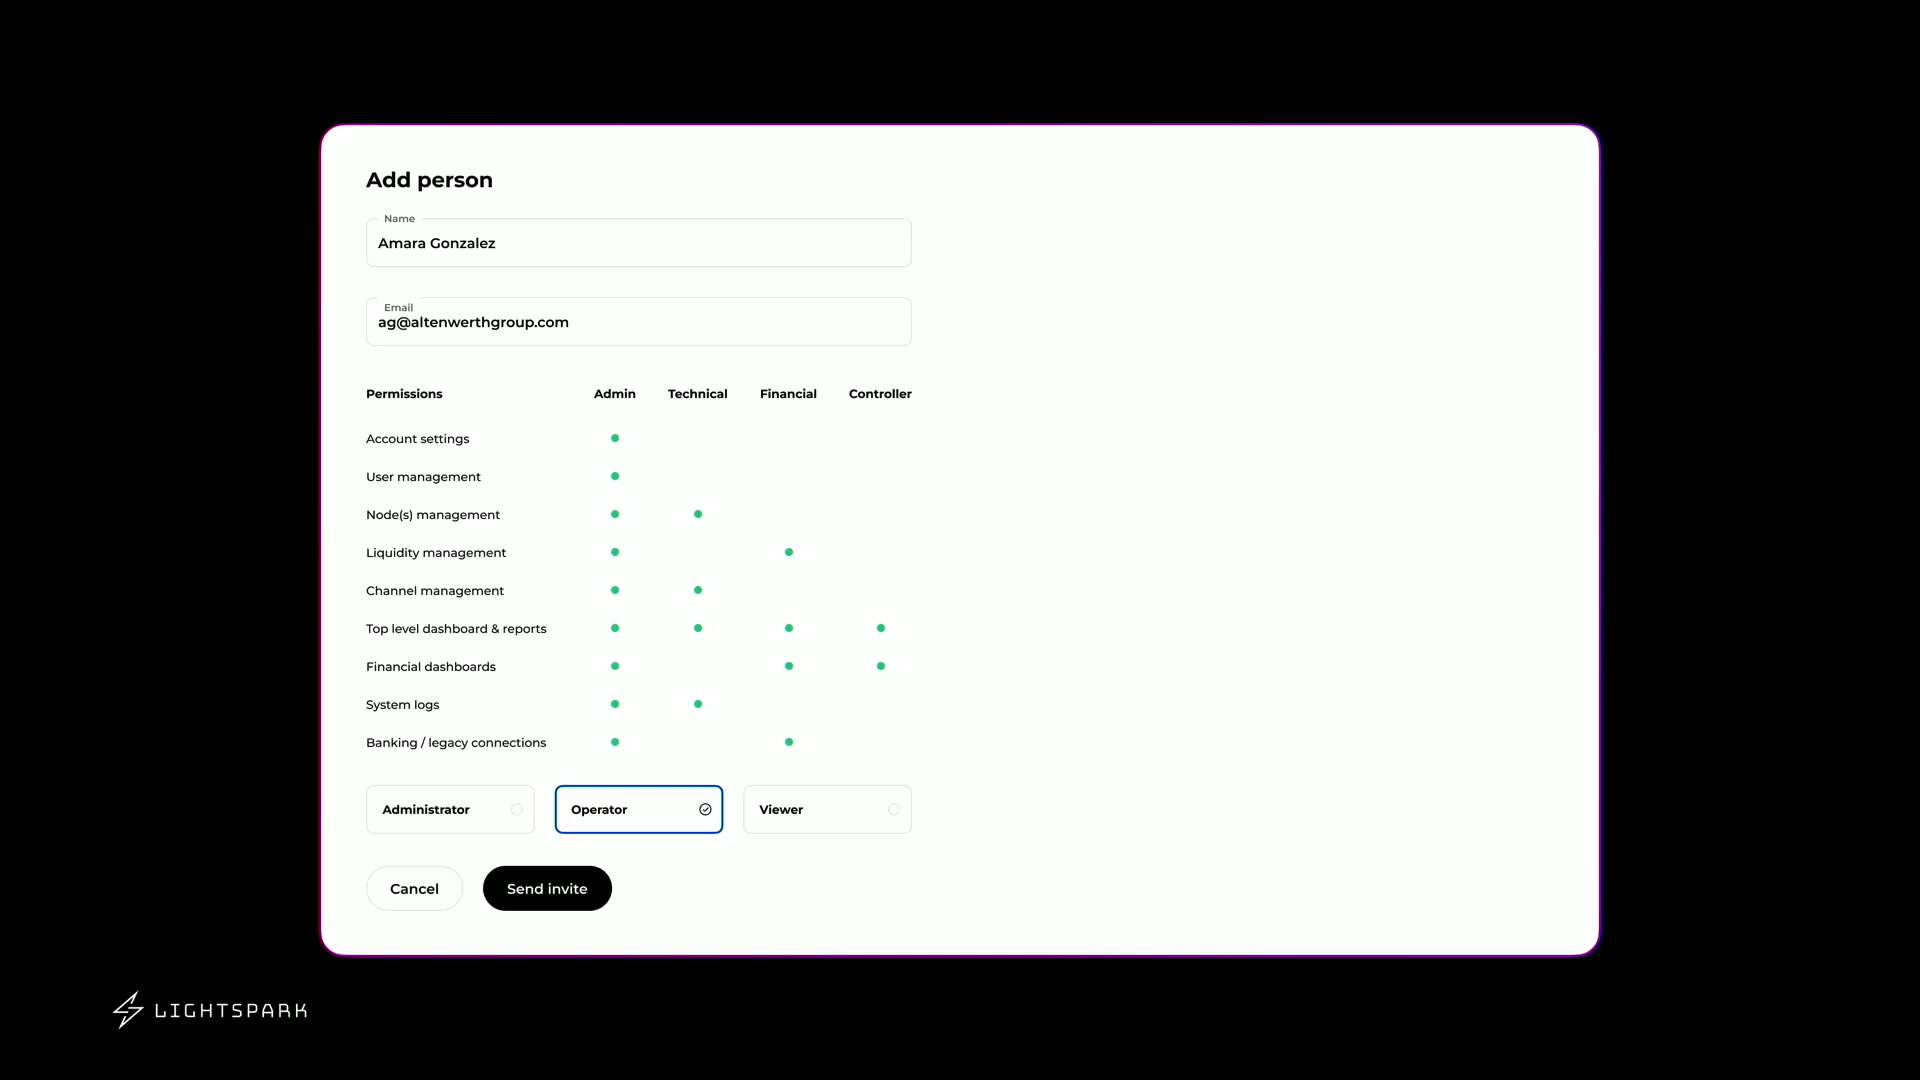 Add person
Name
Amara Gonzalez
Email
ag@altenwerthgroup.com
Permissions Admin Technical Financial Controller
Account settings
User management
Node(s) management
Liquidity management
Channel management
Top level dashboard & reports
Financial dashboards
System logs
Banking / legacy connections
Administrator Operator Viewer
Cancel Send invite
LIGHTSPARK